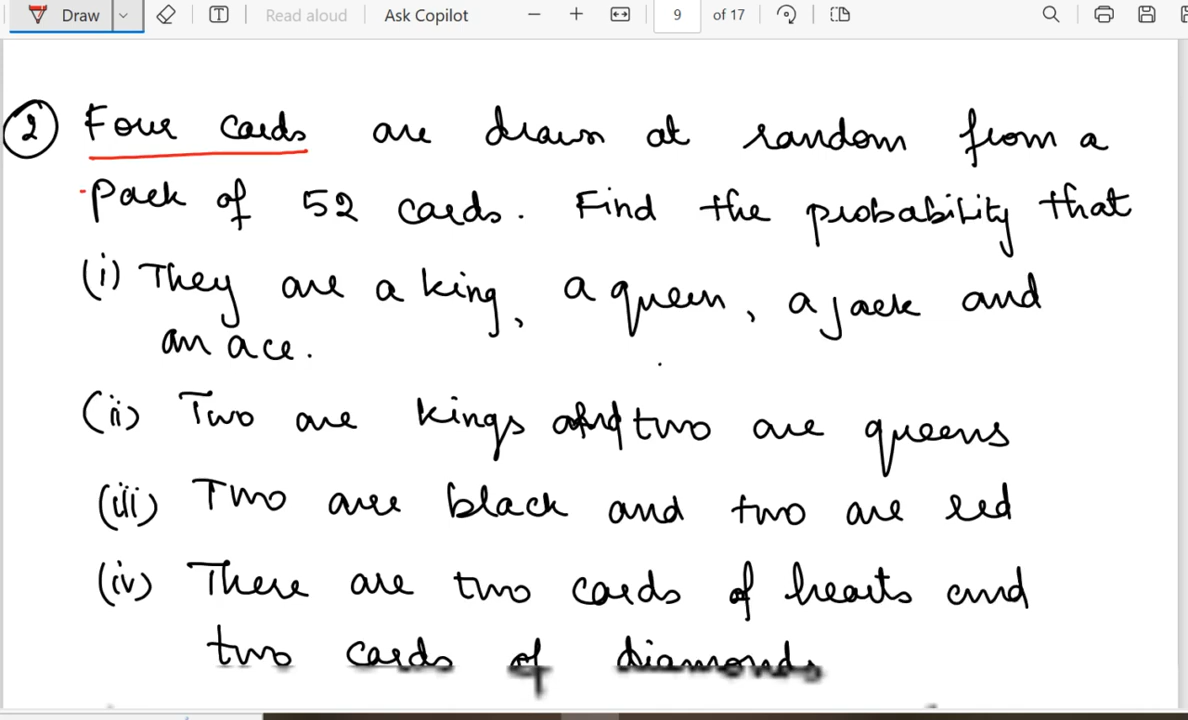 Draw
Read aloud
Ask Copilot
9 of 17
2 Four cards are drawn at random from a
pack of 52 cards. Find the probability that
(i) They are a king, a queen, a jack and
an ace.
(ii) Two are kings and two are queens
(iii) Two are black and two are red
(iv) There are two cards of hearts and
two cards of diamonds